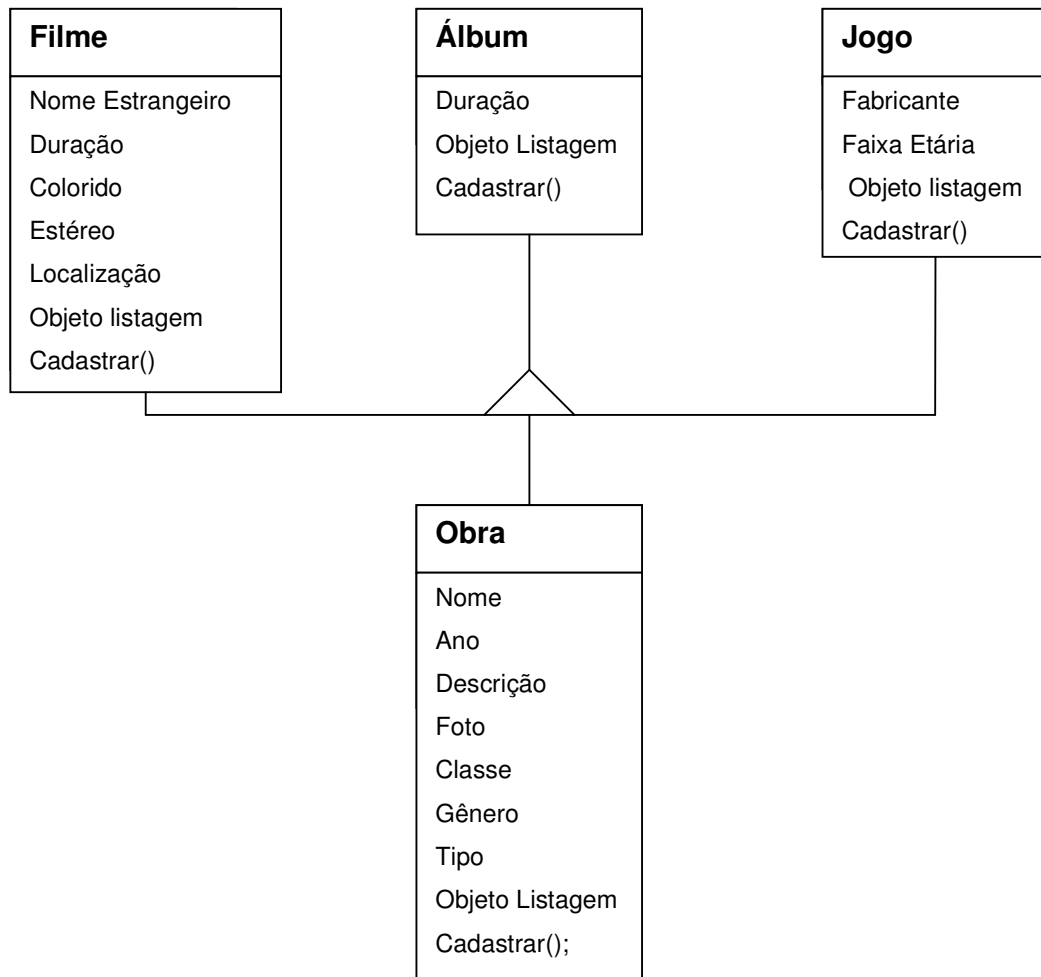 Filme
Nome Estrangeiro
Duração
Colorido
Estéreo
Localização
Objeto listagem
Cadastrar()
Álbum
Duração
Objeto Listagem
Cadastrar()
Jogo
Fabricante
Faixa Etária
Objeto listagem
Cadastrar()
Obra
Nome
Ano
Descrição
Foto
Classe
Gênero
Tipo
Objeto Listagem
Cadastrar();